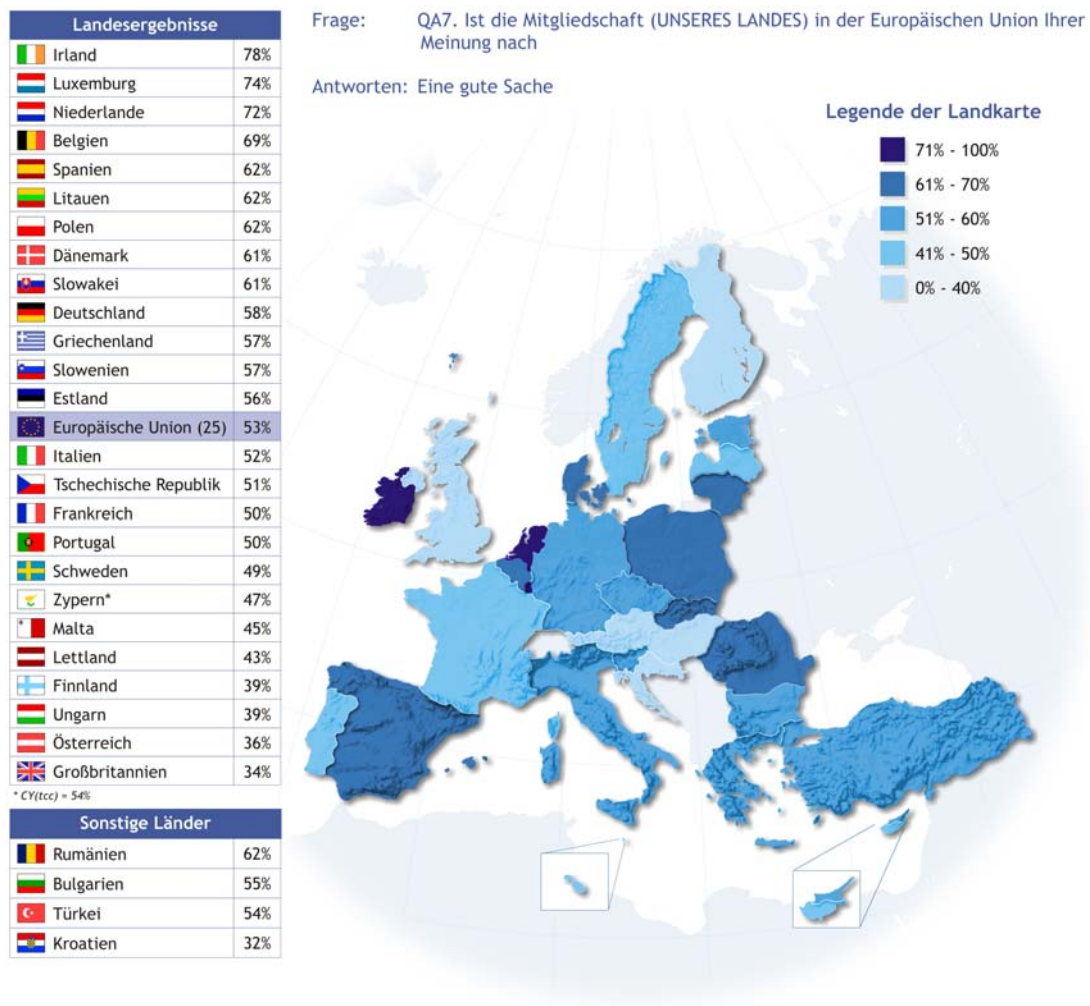 Landesergebnisse
Irland 78%
Luxemburg 74%
Niederlande 72%
Belgien 69%
Spanien 62%
Litauen 62%
Polen 62%
Dänemark 61%
Slowakei 61%
Deutschland 58%
Griechenland 57%
Slowenien 57%
Estland 56%
Europäische Union (25) 53%
Italien 52%
Tschechische Republik 51%
Frankreich 50%
Portugal 50%
Schweden 49%
Zypern* 47%
Malta 45%
Lettland 43%
Finnland 39%
Ungarn 39%
Österreich 36%
Großbritannien 34%
* CY(tcc) = 54%
Sonstige Länder
Rumänien 62%
Bulgarien 55%
Türkei 54%
Kroatien 32%
Frage: QA7. Ist die Mitgliedschaft (UNSERES LANDES) in der Europäischen Union Ihrer
Meinung nach
Antworten: Eine gute Sache
Legende der Landkarte
71% - 100%
61% - 70%
51% - 60%
41% - 50%
0% - 40%